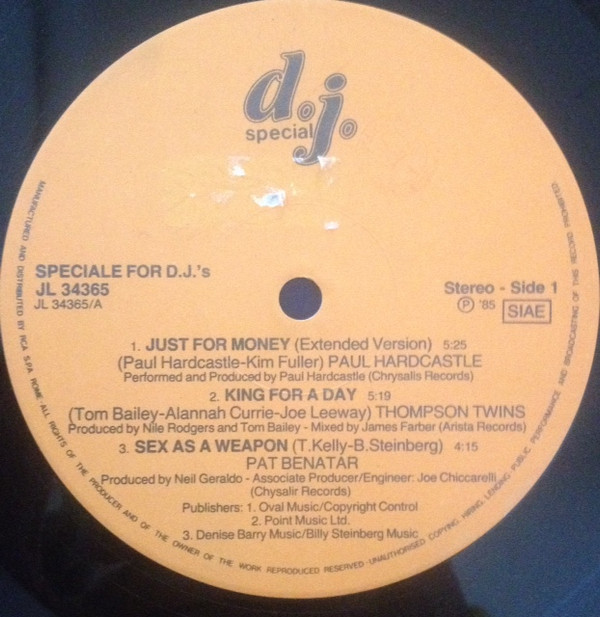 d.j.
special
SPECIALE FOR D.J.'s
JL 34365
JL 34365/A
Stereo - Side 1
Ⓟ '85 SIAE
1. JUST FOR MONEY (Extended Version) 5:25
(Paul Hardcastle-Kim Fuller) PAUL HARDCASTLE
Performed and Produced by Paul Hardcastle (Chrysalis Records)
2. KING FOR A DAY 5:19
(Tom Bailey-Alannah Currie-Joe Leeway) THOMPSON TWINS
Produced by Nile Rodgers and Tom Bailey - Mixed by James Farber (Arista Records)
3. SEX AS A WEAPON (T.Kelly-B.Steinberg) 4:15
PAT BENATAR
Produced by Neil Geraldo - Associate Producer/Engineer: Joe Chiccarelli
(Chysalir Records)
Publishers: 1. Oval Music/Copyright Control
2. Point Music Ltd.
3. Denise Barry Music/Billy Steinberg Music
MANUFACTURED AND DISTRIBUTED BY RCA S.P.A. ROME·ALL RIGHTS OF THE PRODUCER AND OF THE OWNER OF THE WORK REPRODUCED RESERVED·UNAUTHORISED COPYING, HIRING, LENDING, PUBLIC PERFORMANCE AND BROADCASTING OF THIS RECORD PROHIBITED.